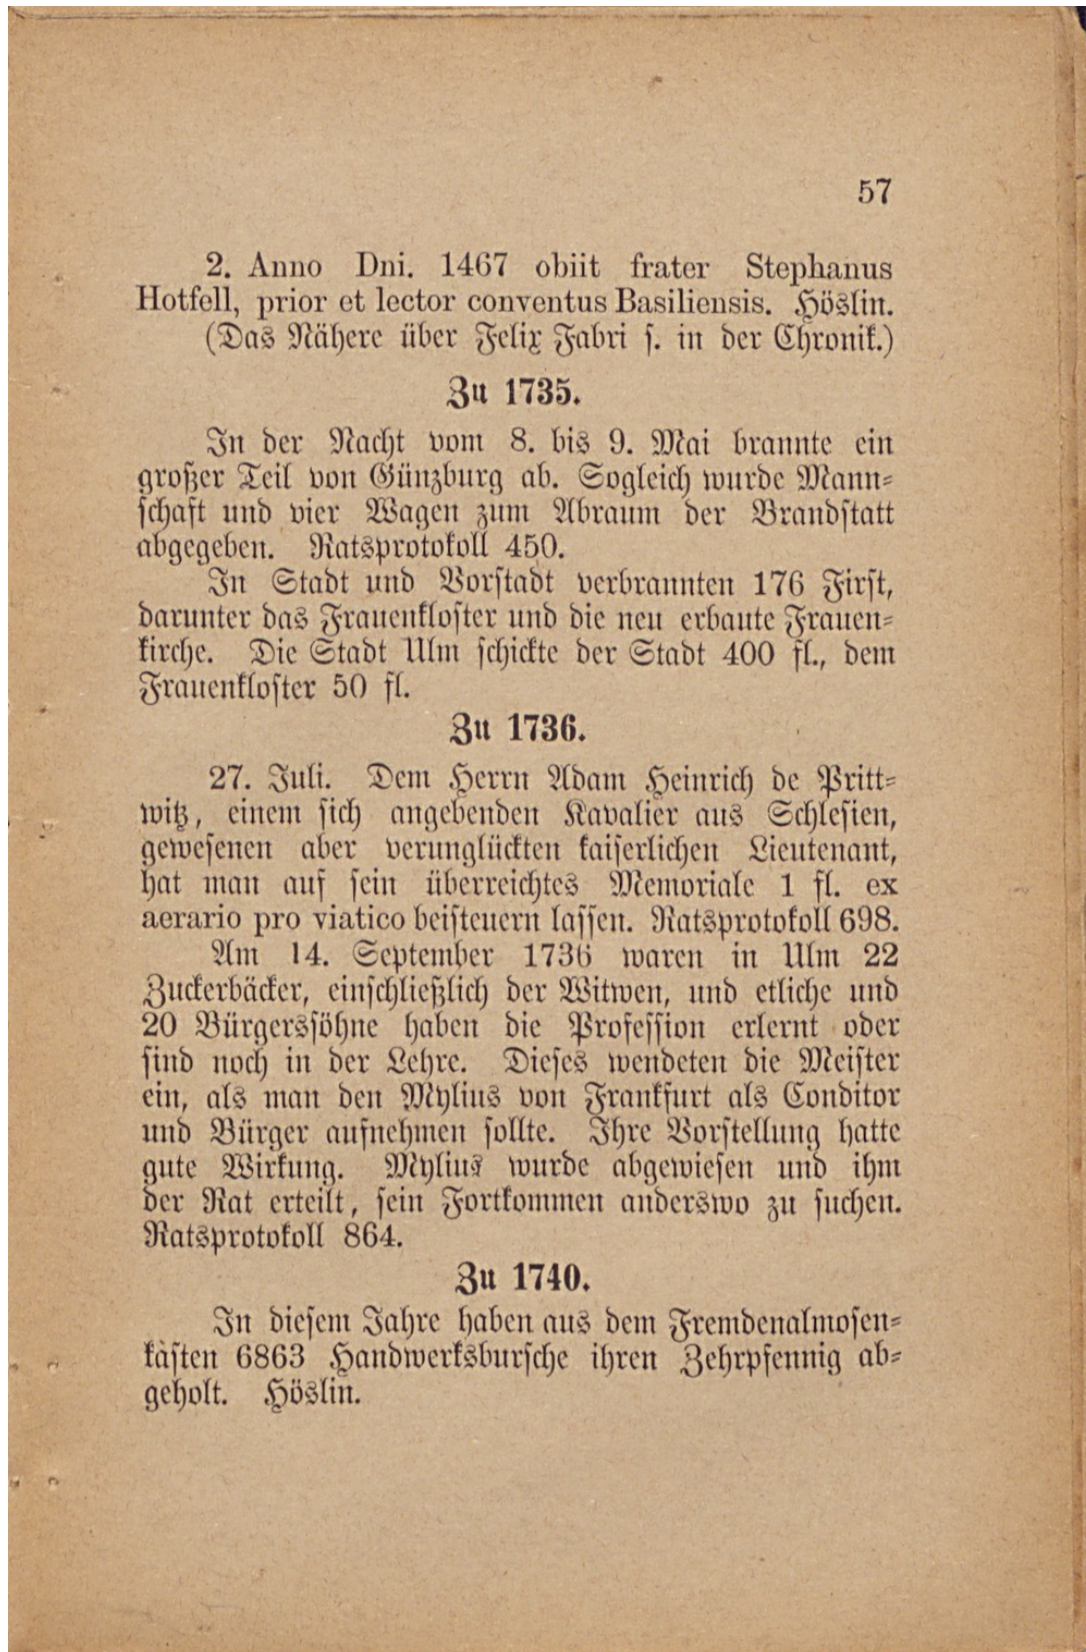 57
2. Anno Dni. 1467 obiit frater Stephanus
Hotfell, prior et lector conventus Basiliensis. Höslin.
(Das Nähere über Felix Fabri s. in der Chronik.)
Zu 1735.
In der Nacht vom 8. bis 9. Mai brannte ein
großer Teil von Günzburg ab. Sogleich wurde Mann-
schaft und vier Wagen zum Abraum der Brandstatt
abgegeben. Ratsprotokoll 450.
In Stadt und Vorstadt verbrannten 176 First,
darunter das Frauenkloster und die neu erbaute Frauen-
kirche. Die Stadt Ulm schickte der Stadt 400 fl., dem
Frauenkloster 50 fl.
Zu 1736.
27. Juli. Dem Herrn Adam Heinrich de Pritt-
witz, einem sich angebenden Kavalier aus Schlesien,
gewesenen aber verunglückten kaiserlichen Lieutenant,
hat man auf sein überreichtes Memoriale 1 fl. ex
aerario pro viatico beisteuern lassen. Ratsprotokoll 698.
Am 14. September 1736 waren in Ulm 22
Zuckerbäcker, einschließlich der Witwen, und etliche und
20 Bürgerssöhne haben die Profession erlernt oder
sind noch in der Lehre. Dieses wendeten die Meister
ein, als man den Mylius von Frankfurt als Conditor
und Bürger aufnehmen sollte. Ihre Vorstellung hatte
gute Wirkung. Mylius wurde abgewiesen und ihm
der Rat erteilt, sein Fortkommen anderswo zu suchen.
Ratsprotokoll 864.
Zu 1740.
In diesem Jahre haben aus dem Fremdenalmosen-
kästen 6863 Handwerksbursche ihren Zehrpfennig ab-
geholt. Höslin.